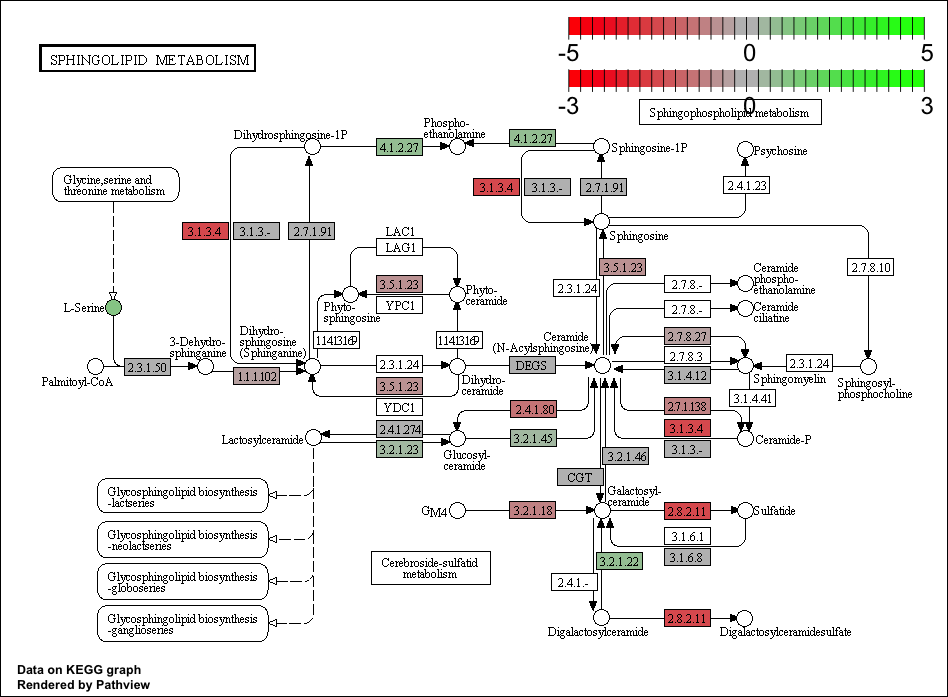 SPHINGOLIPID METABOLISM
-5 0 5
-3 0 3
Sphingophospholipid metabolism
Dihydrosphingosine-1P
Phospho-
ethanolamine
4.1.2.27
4.1.2.27
Sphingosine-1P
Psychosine
Glycine,serine and
threonine metabolism
3.1.3.4
3.1.3.-
2.7.1.91
2.4.1.23
3.1.3.4
3.1.3.-
2.7.1.91
LAC1
LAG1
Sphingosine
L-Serine
3.5.1.23
YPC1
Phyto-
sphingosine
Phyto-
ceramide
3.5.1.23
2.3.1.24
2.7.8.10
2.7.8.-
Ceramide
phospho-
ethanolamine
2.7.8.-
Ceramide
ciliatine
3-Dehydro-
sphinganine
Dihydro-
sphingosine
(Sphinganine)
11413169
11413169
Ceramide
(N-Acylsphingosine)
2.7.8.27
2.7.8.3
3.1.4.12
Palmitoyl-CoA
2.3.1.50
1.1.1.102
2.3.1.24
3.5.1.23
YDC1
Dihydro-
ceramide
DEGS
Sphingomyelin
2.3.1.24
Sphingosyl-
phosphocholine
3.1.4.41
2.4.1.80
2.7.1.138
3.1.3.4
3.1.3.-
Ceramide-P
Lactosylceramide
2.4.1.274
3.2.1.23
Glucosyl-
ceramide
3.2.1.45
3.2.1.46
CGT
Glycosphingolipid biosynthesis
-lactseries
Glycosphingolipid biosynthesis
-neolactseries
Glycosphingolipid biosynthesis
-globoseries
Glycosphingolipid biosynthesis
-ganglioseries
GM4
3.2.1.18
Galactosyl-
ceramide
2.8.2.11
Sulfatide
3.1.6.1
3.1.6.8
Cerebroside-sulfatid
metabolism
3.2.1.22
2.4.1.-
2.8.2.11
Digalactosylceramide
Digalactosylceramidesulfate
Data on KEGG graph
Rendered by Pathview